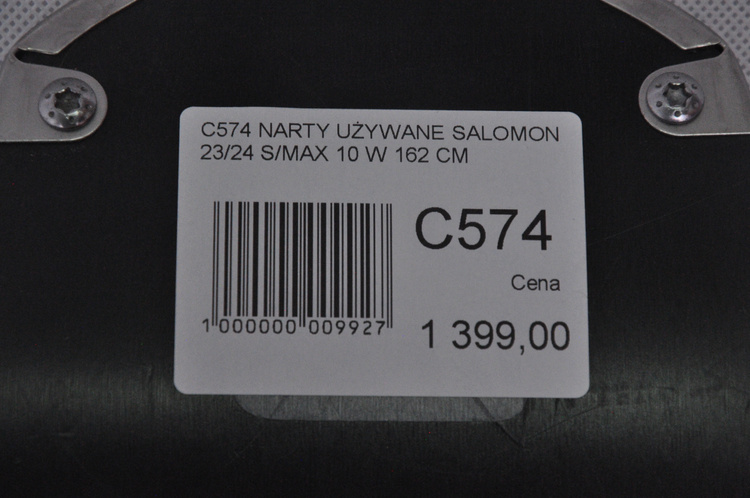 C574 NARTY UŻYWANE SALOMON
23/24 S/MAX 10 W 162 CM
C574
Cena
1 399,00
1 000000 009927